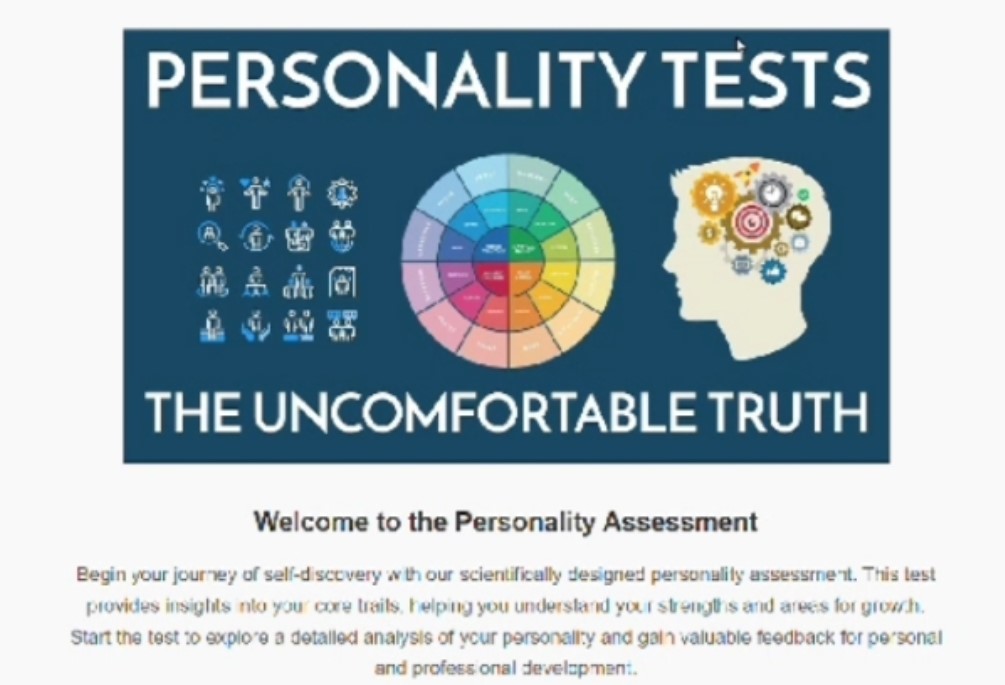 PERSONALITY TESTS
THE UNCOMFORTABLE TRUTH
Welcome to the Personality Assessment
Begin your journey of self-discovery with our scientifically designed personality assessment. This test
provides insights into your core traits, helping you understand your strengths and areas for growth.
Start the test to explore a detailed analysis of your personality and gain valuable feedback for personal
and professional development.